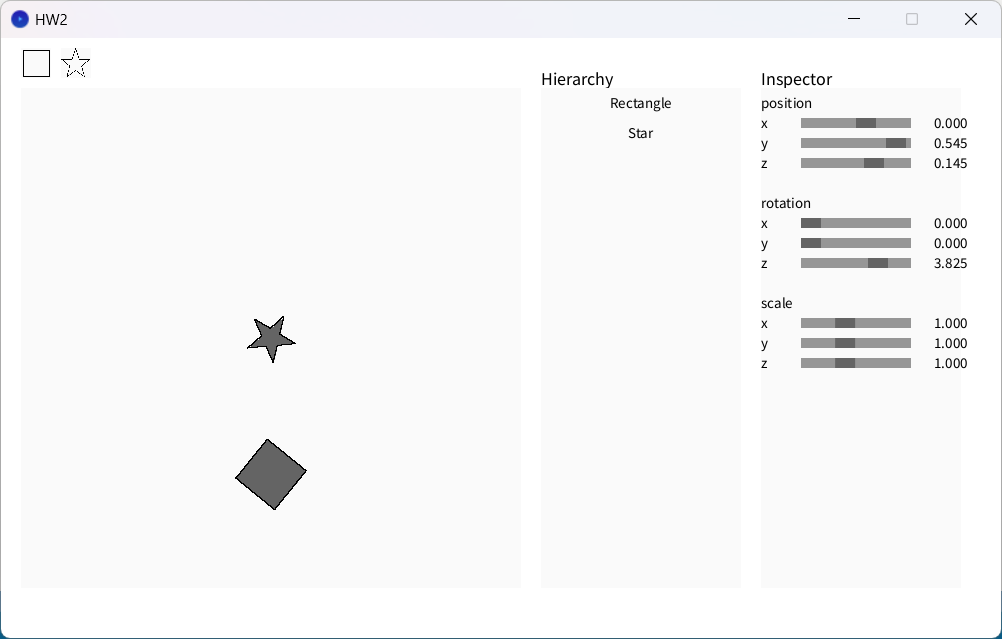 HW2
Hierarchy
Rectangle
Star
Inspector
position
x 0.000
y 0.545
z 0.145
rotation
x 0.000
y 0.000
z 3.825
scale
x 1.000
y 1.000
z 1.000